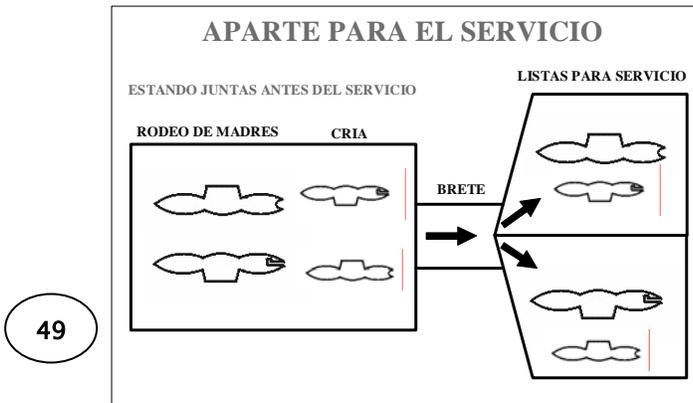 APARTE PARA EL SERVICIO
LISTAS PARA SERVICIO
ESTANDO JUNTAS ANTES DEL SERVICIO
RODEO DE MADRES
CRIA
BRETE
49